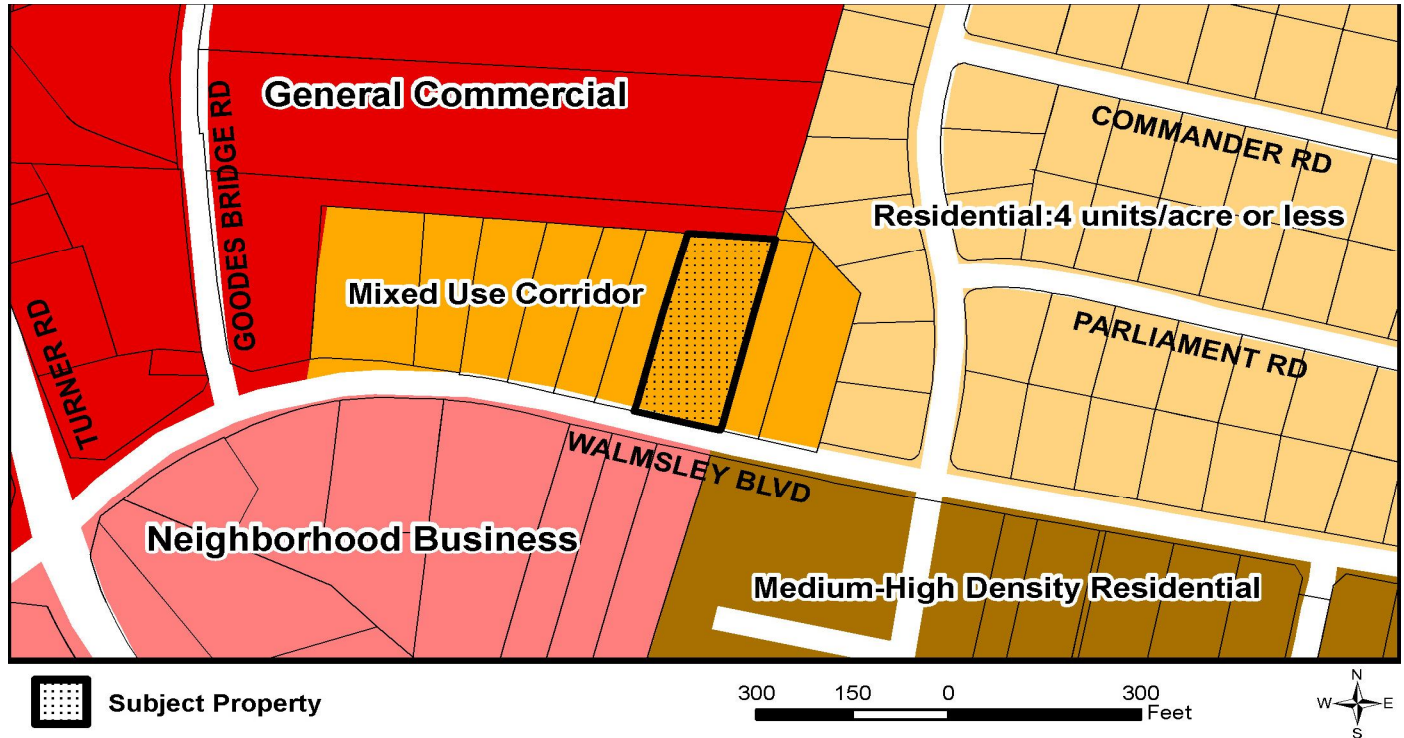 General Commercial
GOODES BRIDGE RD
COMMANDER RD
Residential:4 units/acre or less
Mixed Use Corridor
TURNER RD
PARLIAMENT RD
WALMSLEY BLVD
Neighborhood Business
Medium-High Density Residential
Subject Property
300 150 0 300
Feet
N
W E
S